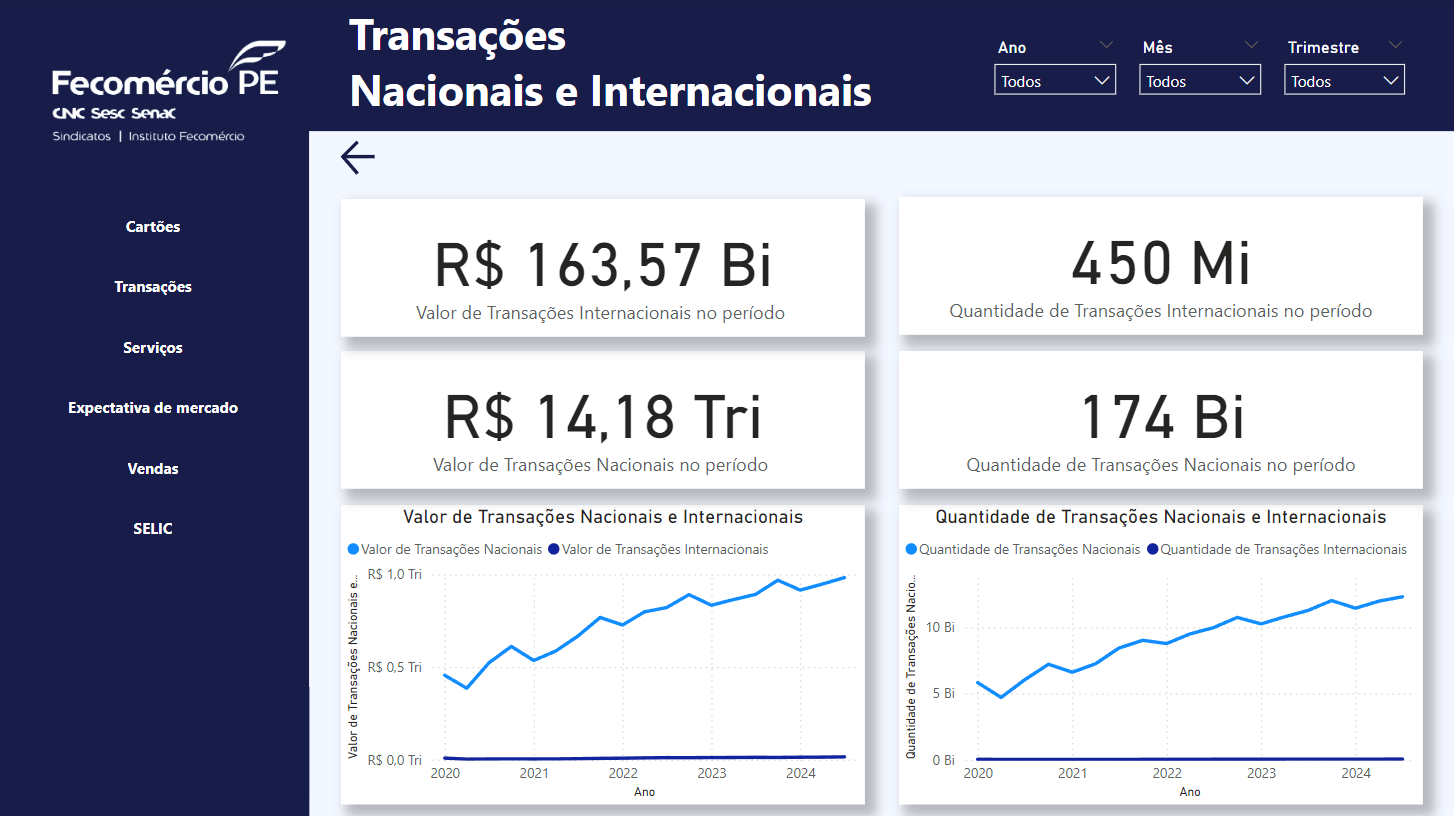 Fecomércio PE
CNC Sesc Senac
Sindicatos | Instituto Fecomércio
Transações
Nacionais e Internacionais
Ano
Mês
Trimestre
Todos
Todos
Todos
Cartões
Transações
Serviços
Expectativa de mercado
Vendas
SELIC
R$ 163,57 Bi
Valor de Transações Internacionais no período
450 Mi
Quantidade de Transações Internacionais no período
R$ 14,18 Tri
Valor de Transações Nacionais no período
174 Bi
Quantidade de Transações Nacionais no período
Valor de Transações Nacionais e Internacionais
Valor de Transações Nacionais
Valor de Transações Internacionais
Valor de Transações Nacionais e...
R$ 1,0 Tri
R$ 0,5 Tri
R$ 0,0 Tri
2020 2021 2022 2023 2024
Ano
Quantidade de Transações Nacionais e Internacionais
Quantidade de Transações Nacionais
Quantidade de Transações Internacionais
Quantidade de Transações Nacio...
10 Bi
5 Bi
0 Bi
2020 2021 2022 2023 2024
Ano